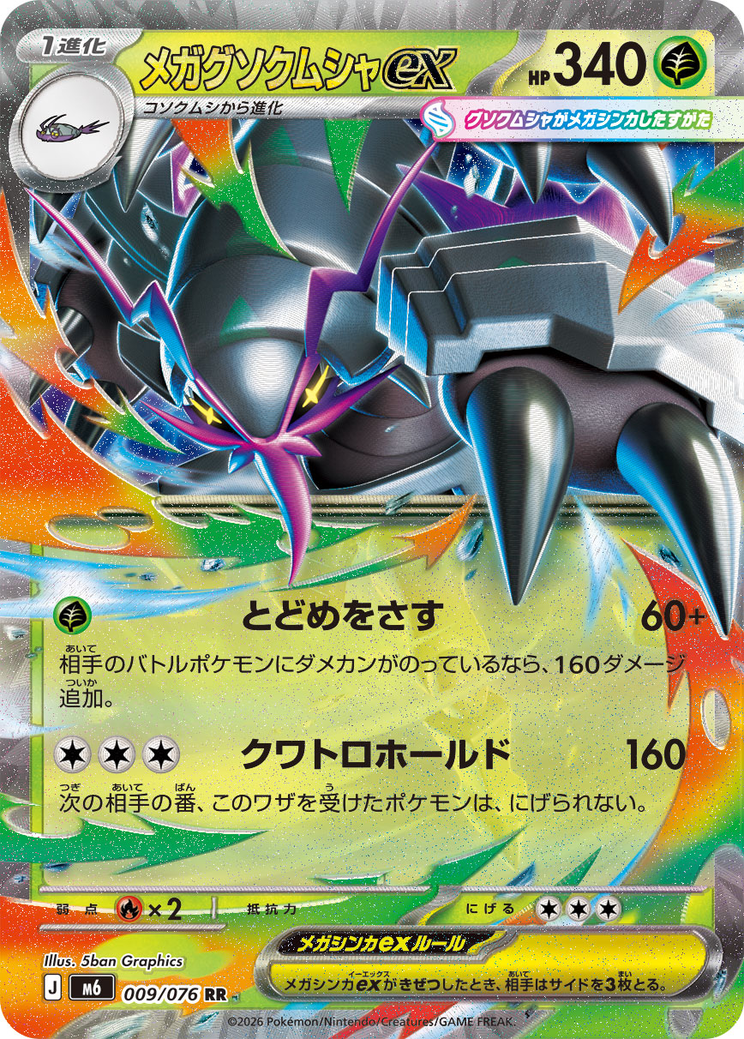 1進化
メガグソクムシャex
HP340
コソクムシから進化
グソクムシャがメガシンカしたすがた
とどめをさす 60+
相手のバトルポケモンにダメカンがのっているなら、160ダメージ
追加。
クワトロホールド 160
次の相手の番、このワザを受けたポケモンは、にげられない。
弱点 ×2 抵抗力 にげる
メガシンカexルール
メガシンカexがきぜつしたとき、相手はサイドを3枚とる。
Illus. 5ban Graphics
J M6 009/076 RR
©2026 Pokémon/Nintendo/Creatures/GAME FREAK.